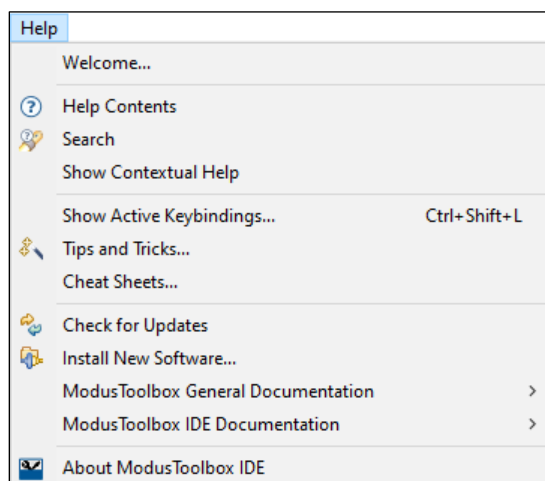 Help
Welcome...
Help Contents
Search
Show Contextual Help
Show Active Keybindings... Ctrl+Shift+L
Tips and Tricks...
Cheat Sheets...
Check for Updates
Install New Software...
ModusToolbox General Documentation
ModusToolbox IDE Documentation
About ModusToolbox IDE